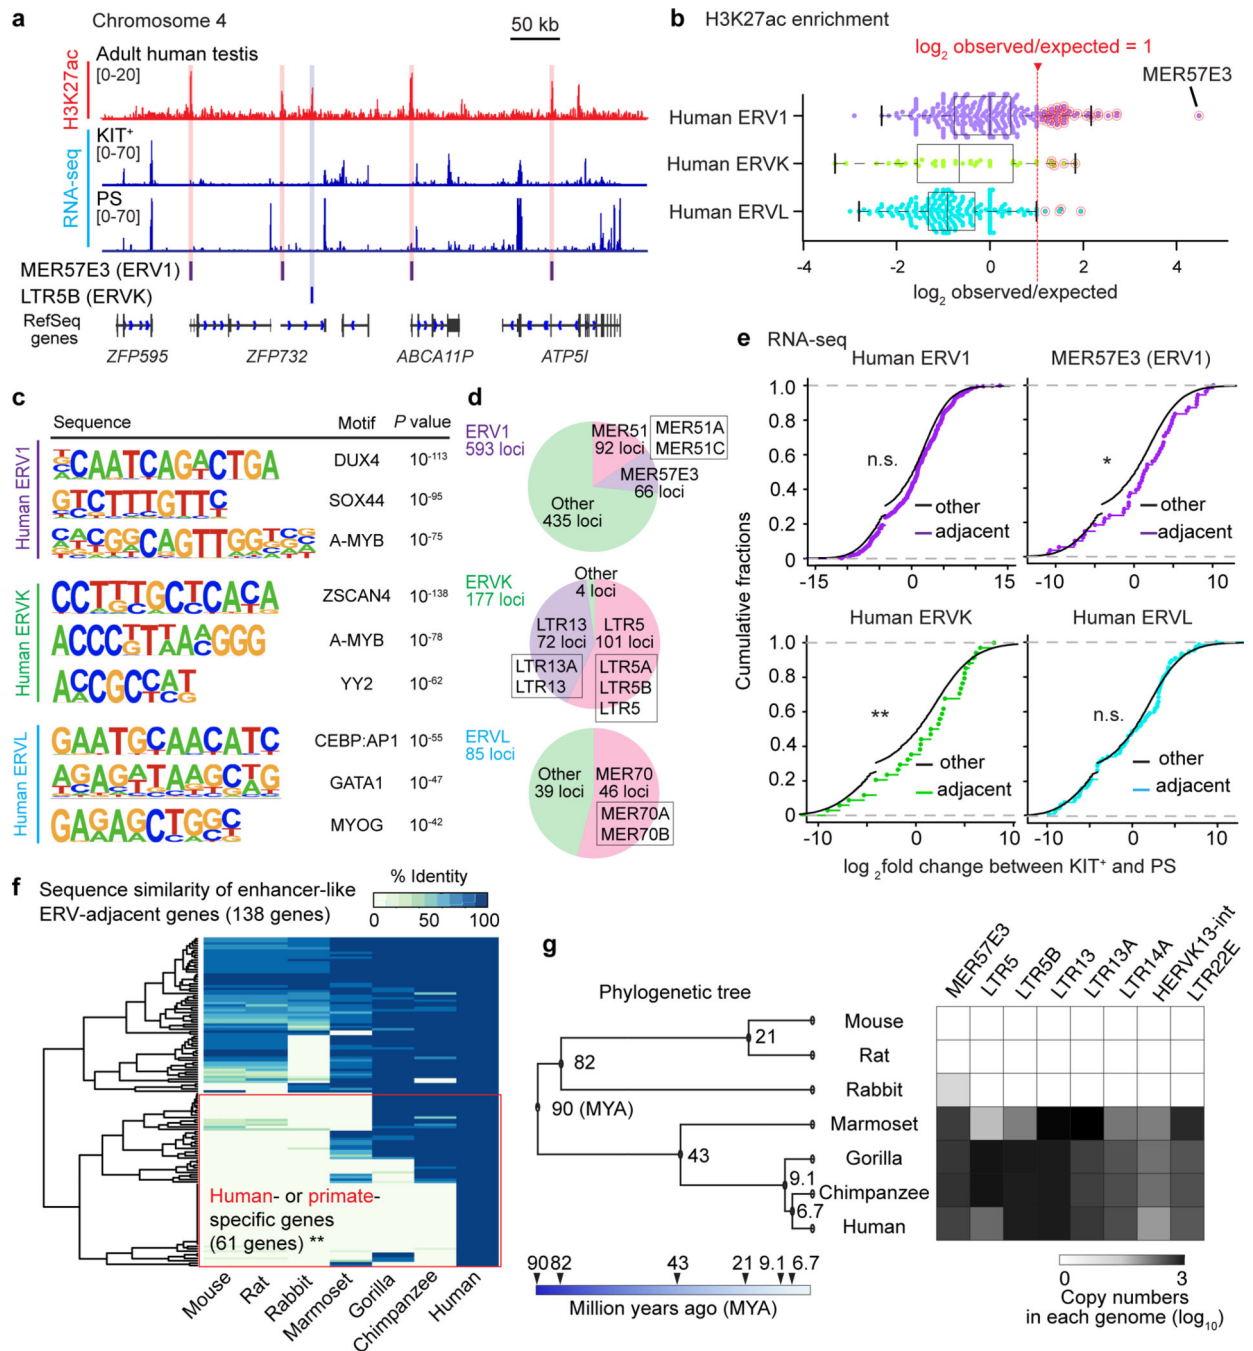 a
Chromosome 4
50 kb
Adult human testis
[0-20]
H3K27ac
KIT+
[0-70]
RNA-seq
PS
[0-70]
MER57E3 (ERV1)
LTR5B (ERVK)
RefSeq
genes
ZFP595
ZFP732
ABCA11P
ATP5I
b
H3K27ac enrichment
log2 observed/expected = 1
MER57E3
Human ERV1
Human ERVK
Human ERVL
-4
-2
0
2
4
log2 observed/expected
c
Sequence
Motif
P value
Human ERV1
DUX4
10-113
SOX44
10-95
A-MYB
10-75
Human ERVK
ZSCAN4
10-138
A-MYB
10-78
YY2
10-62
Human ERVL
CEBP:AP1
10-55
GATA1
10-47
MYOG
10-42
d
ERV1
593 loci
MER51
92 loci
MER51A
MER51C
MER57E3
66 loci
Other
435 loci
ERVK
177 loci
Other
4 loci
LTR13
72 loci
LTR13A
LTR13
LTR5
101 loci
LTR5A
LTR5B
LTR5
ERVL
85 loci
Other
39 loci
MER70
46 loci
MER70A
MER70B
e
RNA-seq
Human ERV1
MER57E3 (ERV1)
1.0
0.8
0.6
0.4
0.2
0
n.s.
other
adjacent
-15
0
15
*
other
adjacent
-10
0
10
Human ERVK
Human ERVL
1.0
0.8
0.6
0.4
0.2
0
**
other
adjacent
-10
0
10
n.s.
other
adjacent
-10
0
10
Cumulative fractions
log2fold change between KIT+ and PS
f
Sequence similarity of enhancer-like
ERV-adjacent genes (138 genes)
% Identity
0
50
100
Human- or primate-
specific genes
(61 genes) **
Mouse
Rat
Rabbit
Marmoset
Gorilla
Chimpanzee
Human
g
Phylogenetic tree
MER57E3
LTR5
LTR5B
LTR13
LTR13A
LTR14A
HERVK13-int
LTR22E
Mouse
Rat
Rabbit
Marmoset
Gorilla
Chimpanzee
Human
21
82
90 (MYA)
43
9.1
6.7
90
82
43
21
9.1
6.7
Million years ago (MYA)
0
3
Copy numbers
in each genome (log10)